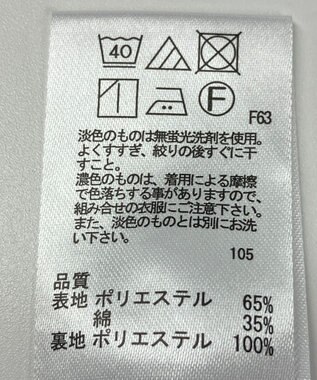 40
F
F63
淡色のものは無蛍光洗剤を使用。
よくすすぎ、絞りの後すぐに干
すこと。
濃色のものは、着用による摩擦
で色落ちする事がありますので、
組み合せの衣服にご注意下さい。
また、淡色のものとは別にお洗
い下さい。
105
品質
表地 ポリエステル 65%
綿 35%
裏地 ポリエステル 100%